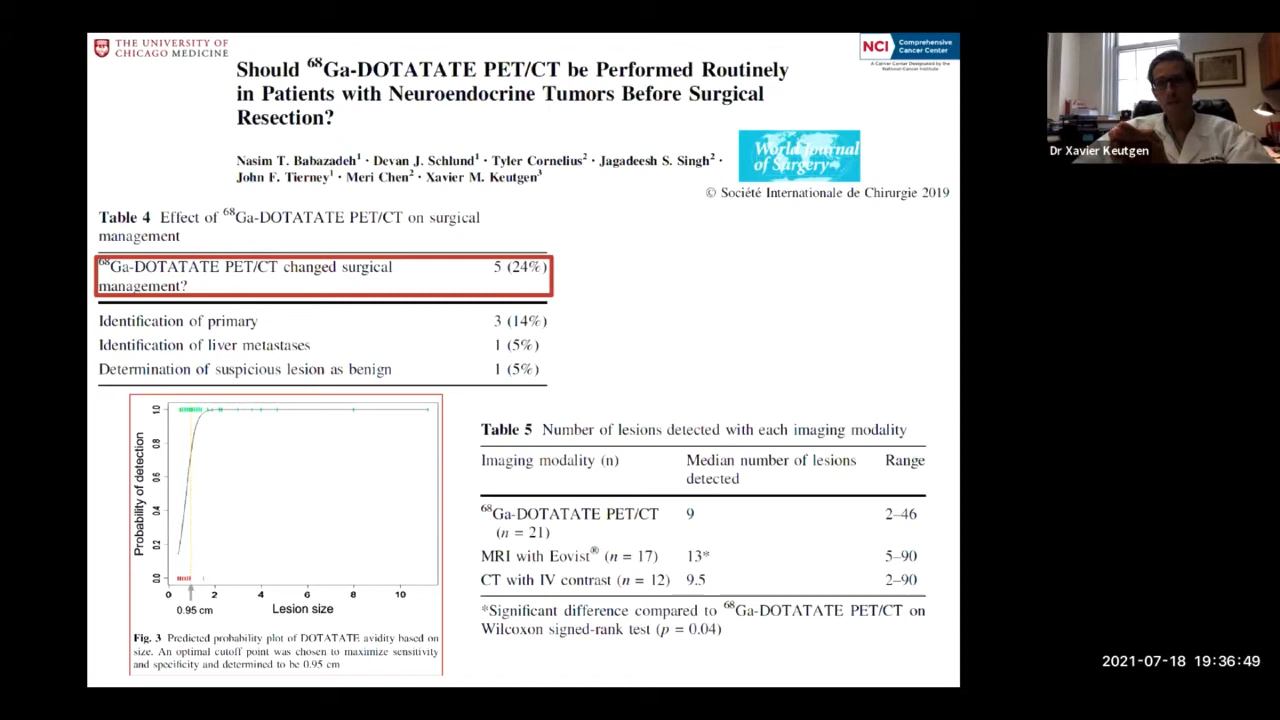 THE UNIVERSITY OF
CHICAGO MEDICINE
NCI
Comprehensive
Cancer Center
A Cancer Center Designated by the
National Cancer Institute
Should 68Ga-DOTATATE PET/CT be Performed Routinely
in Patients with Neuroendocrine Tumors Before Surgical
Resection?
Nasim T. Babazadeh1 · Devan J. Schlund1 · Tyler Cornelius2 · Jagadeesh S. Singh2 ·
John F. Tierney1 · Meri Chen2 · Xavier M. Keutgen3
World Journal
of Surgery
© Société Internationale de Chirurgie 2019
Table 4 Effect of 68Ga-DOTATATE PET/CT on surgical
management
68Ga-DOTATATE PET/CT changed surgical 5 (24%)
management?
Identification of primary 3 (14%)
Identification of liver metastases 1 (5%)
Determination of suspicious lesion as benign 1 (5%)
Probability of detection
1.0
0.8
0.6
0.4
0.2
0.0
0 2 4 6 8 10
0.95 cm
Lesion size
Fig. 3 Predicted probability plot of DOTATATE avidity based on
size. An optimal cutoff point was chosen to maximize sensitivity
and specificity and determined to be 0.95 cm
Table 5 Number of lesions detected with each imaging modality
Imaging modality (n) Median number of lesions Range
detected
68Ga-DOTATATE PET/CT 9 2–46
(n = 21)
MRI with Eovist® (n = 17) 13* 5–90
CT with IV contrast (n = 12) 9.5 2–90
*Significant difference compared to 68Ga-DOTATATE PET/CT on
Wilcoxon signed-rank test (p = 0.04)
Dr Xavier Keutgen
2021-07-18 19:36:49